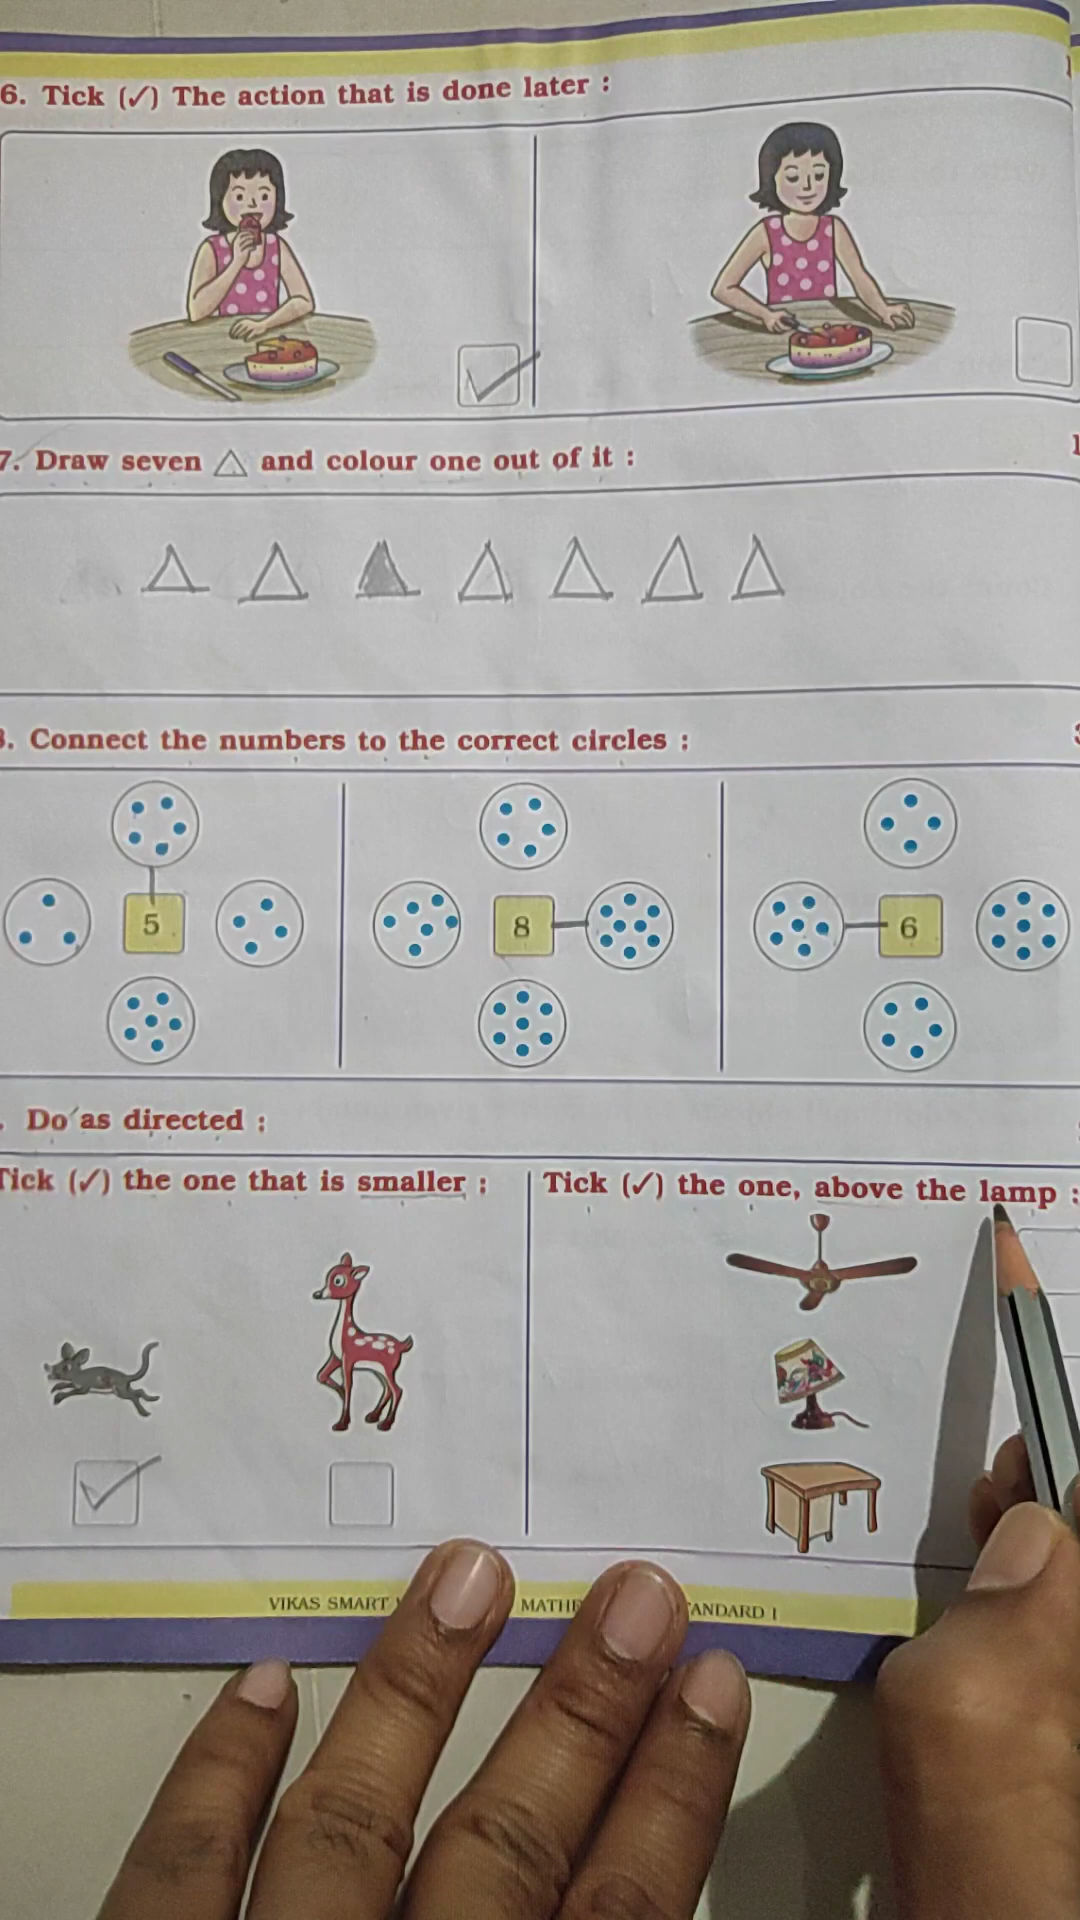 6. Tick (✓) The action that is done later :
7. Draw seven △ and colour one out of it :
. Connect the numbers to the correct circles :
5
8
6
. Do as directed :
Tick (✓) the one that is smaller :
Tick (✓) the one, above the lamp :
VIKAS SMART
ANDARD I